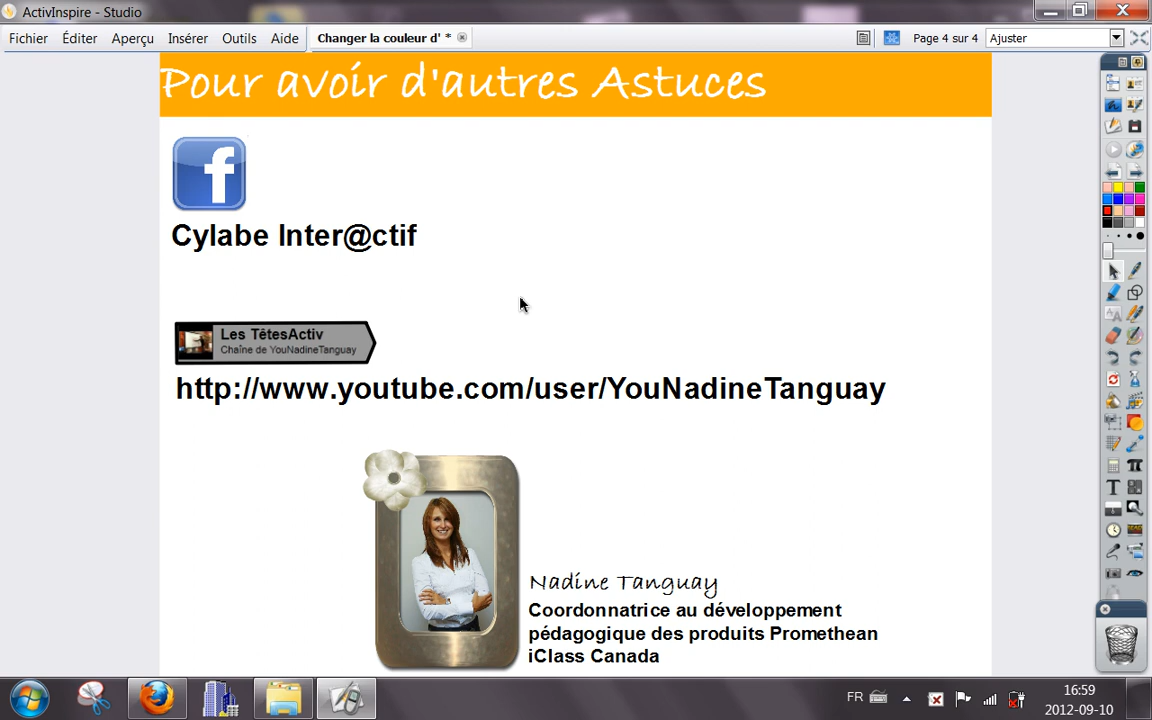 ActivInspire - Studio
Fichier Éditer Aperçu Insérer Outils Aide Changer la couleur d' * Page 4 sur 4 Ajuster
Pour avoir d'autres Astuces
f
Cylabe Inter@ctif
Les TêtesActiv
Chaîne de YouNadineTanguay
http://www.youtube.com/user/YouNadineTanguay
Nadine Tanguay
Coordonnatrice au développement
pédagogique des produits Promethean
iClass Canada
FR
16:59
2012-09-10